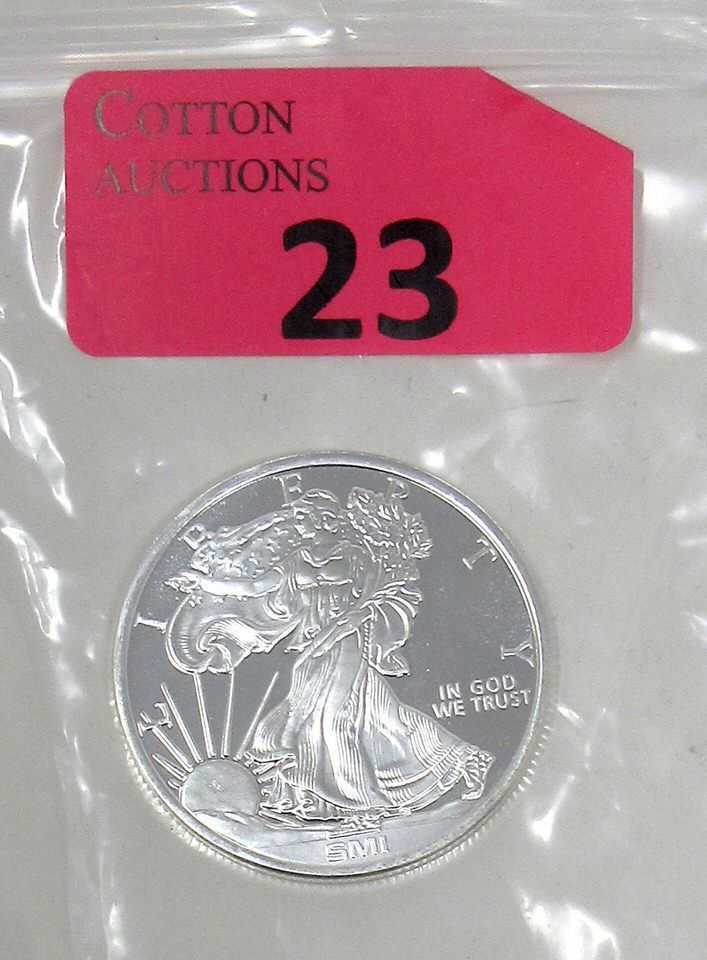 COTTON
AUCTIONS
23
LIBERTY
IN GOD
WE TRUST
SMI